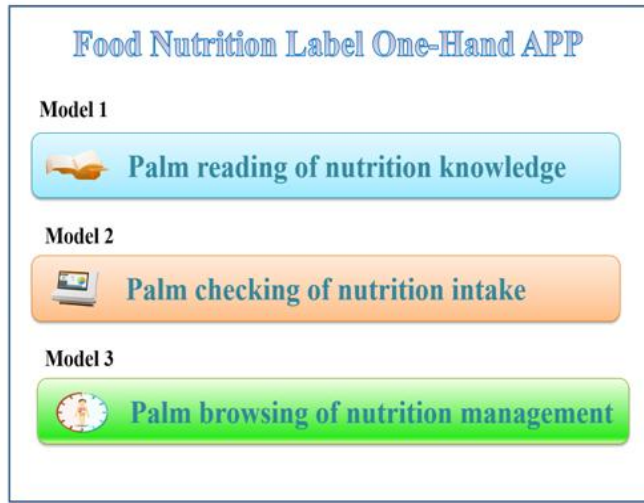 Food Nutrition Label One-Hand APP
Model 1
Palm reading of nutrition knowledge
Model 2
Palm checking of nutrition intake
Model 3
Palm browsing of nutrition management